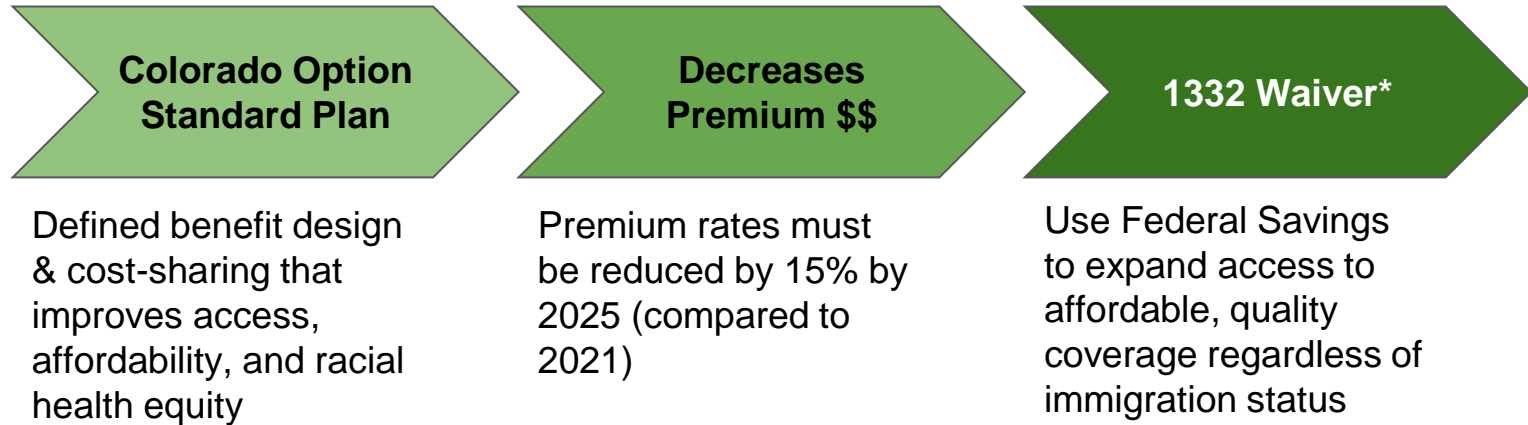 Colorado Option
Standard Plan
Defined benefit design
& cost-sharing that
improves access,
affordability, and racial
health equity
Decreases
Premium $$
Premium rates must
be reduced by 15% by
2025 (compared to
2021)
1332 Waiver*
Use Federal Savings
to expand access to
affordable, quality
coverage regardless of
immigration status